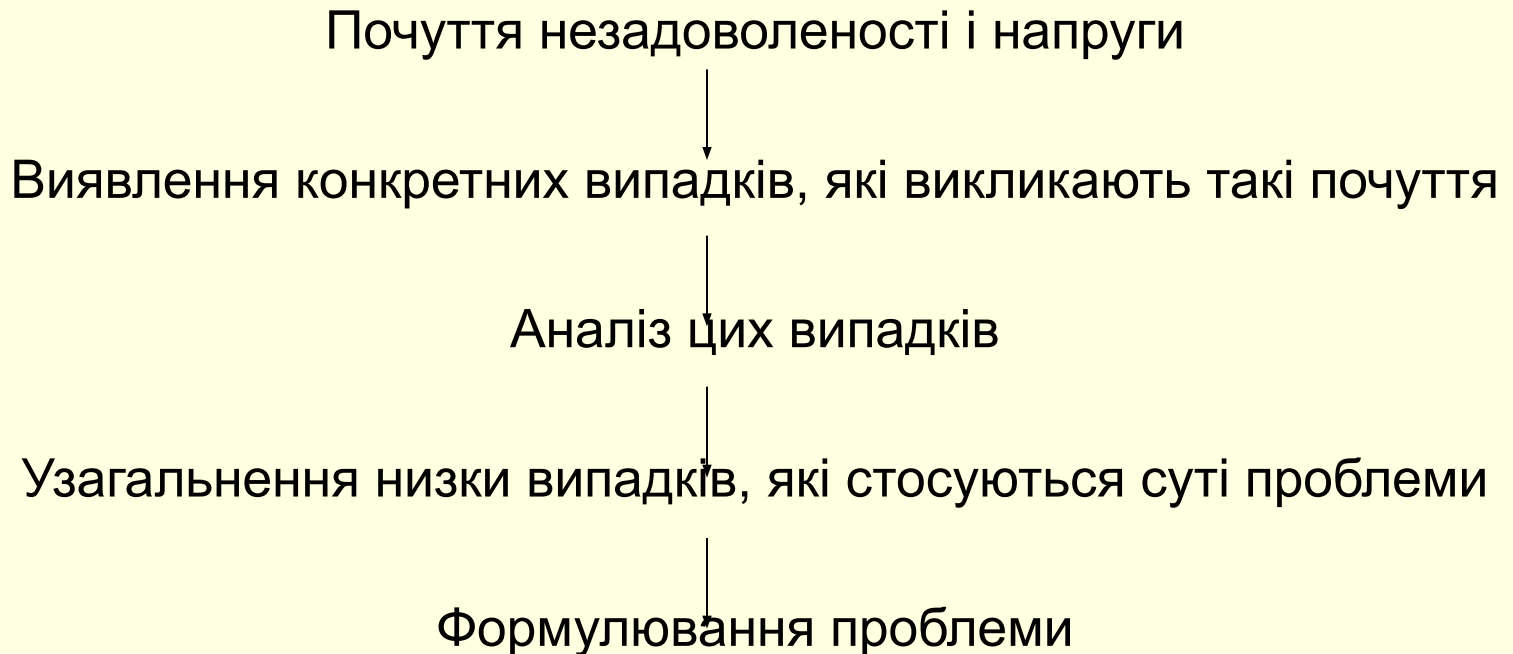 Почуття незадоволеності і напруги
Виявлення конкретних випадків, які викликають такі почуття
Аналіз цих випадків
Узагальнення низки випадків, які стосуються суті проблеми
Формулювання проблеми